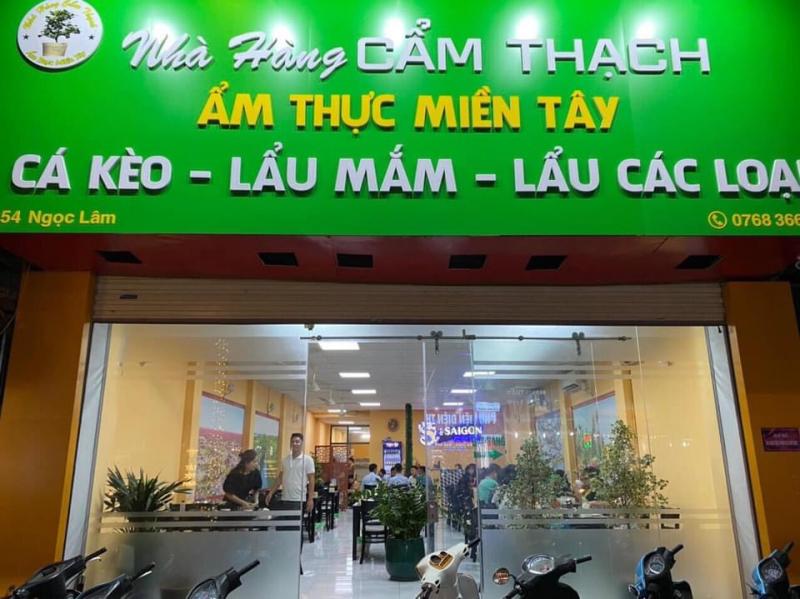 Nhà Hàng CẨM THẠCH
ẨM THỰC MIỀN TÂY
CÁ KÈO - LẨU MẮM - LẨU CÁC LOẠI
54 Ngọc Lâm
0768 366
SAIGON